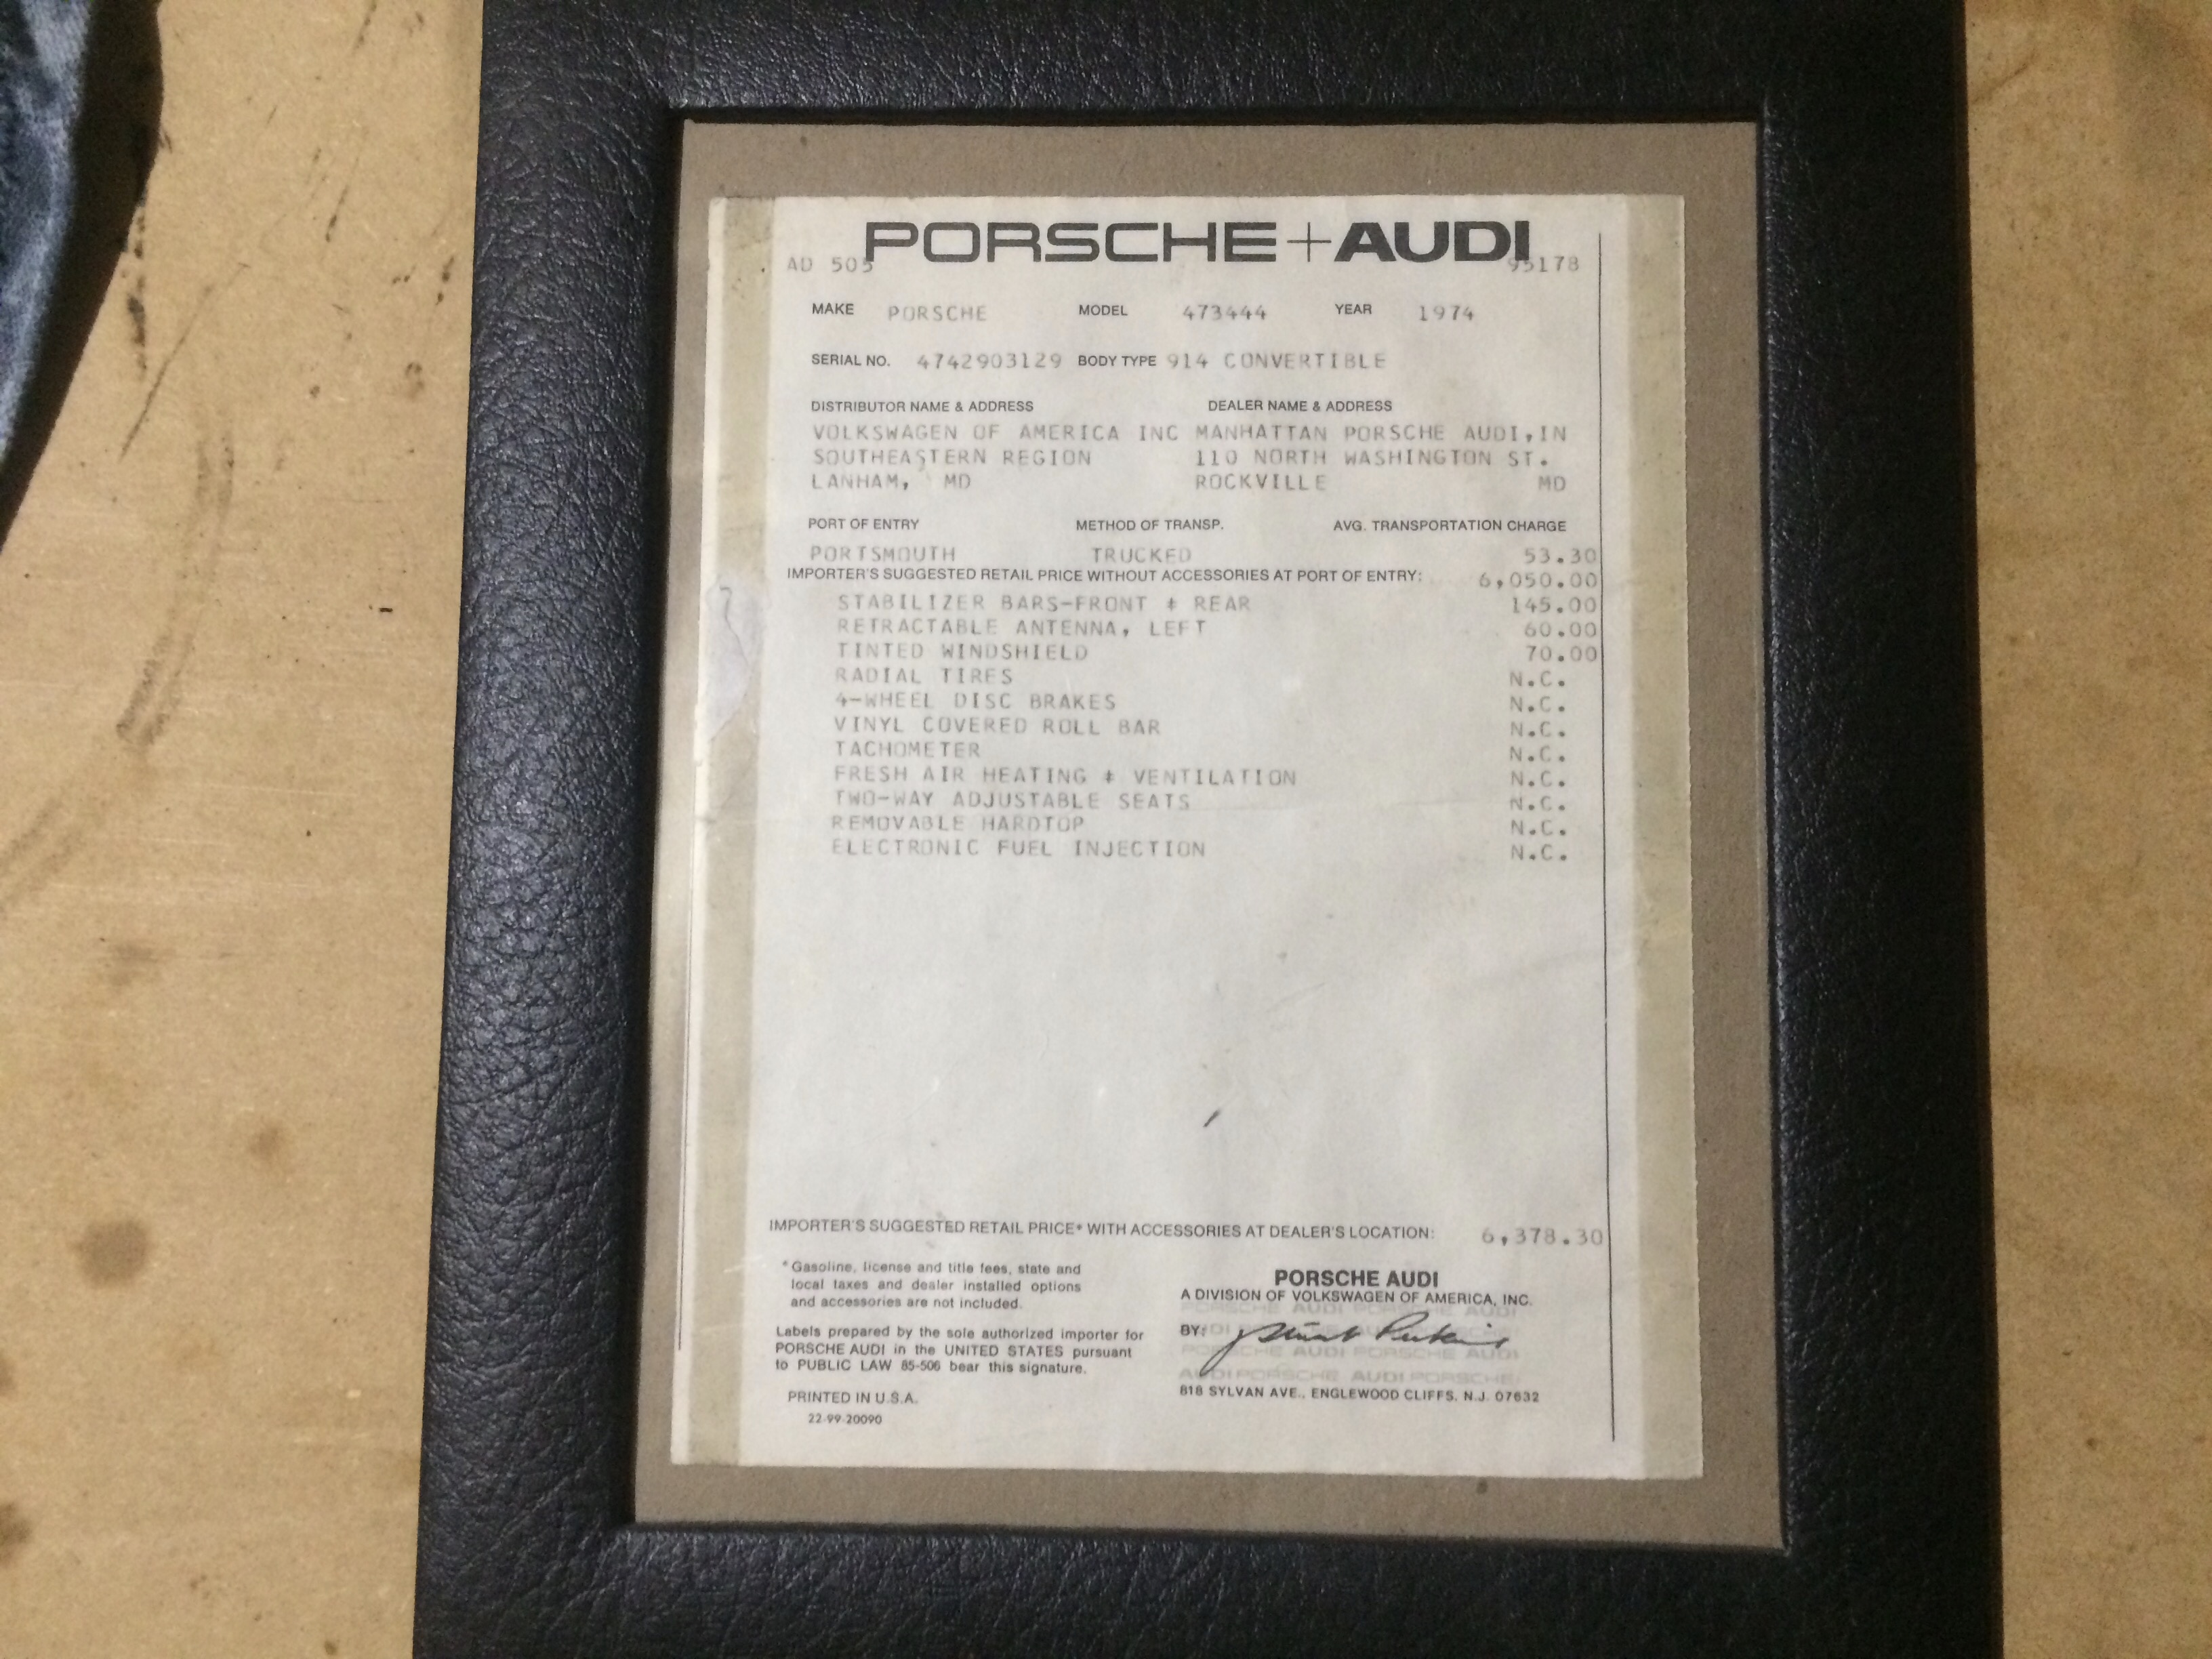 PORSCHE+AUDI
AD 505 95178
MAKE PORSCHE MODEL 473444 YEAR 1974
SERIAL NO. 4742903129 BODY TYPE 914 CONVERTIBLE
DISTRIBUTOR NAME & ADDRESS DEALER NAME & ADDRESS
VOLKSWAGEN OF AMERICA INC MANHATTAN PORSCHE AUDI,IN
SOUTHEASTERN REGION 110 NORTH WASHINGTON ST.
LANHAM, MD ROCKVILLE MD
PORT OF ENTRY METHOD OF TRANSP. AVG. TRANSPORTATION CHARGE
PORTSMOUTH TRUCKED 53.30
IMPORTER'S SUGGESTED RETAIL PRICE WITHOUT ACCESSORIES AT PORT OF ENTRY: 6,050.00
STABILIZER BARS-FRONT & REAR 145.00
RETRACTABLE ANTENNA, LEFT 60.00
TINTED WINDSHIELD 70.00
RADIAL TIRES N.C.
4-WHEEL DISC BRAKES N.C.
VINYL COVERED ROLL BAR N.C.
TACHOMETER N.C.
FRESH AIR HEATING & VENTILATION N.C.
TWO-WAY ADJUSTABLE SEATS N.C.
REMOVABLE HARDTOP N.C.
ELECTRONIC FUEL INJECTION N.C.
IMPORTER'S SUGGESTED RETAIL PRICE* WITH ACCESSORIES AT DEALER'S LOCATION: 6,378.30
*Gasoline, license and title fees, state and
local taxes and dealer installed options
and accessories are not included.
Labels prepared by the sole authorized importer for
PORSCHE AUDI in the UNITED STATES pursuant
to PUBLIC LAW 85-506 bear this signature.
PRINTED IN U.S.A.
22-99-20090
PORSCHE AUDI
A DIVISION OF VOLKSWAGEN OF AMERICA, INC.
BY: Stuart Perkins
818 SYLVAN AVE., ENGLEWOOD CLIFFS, N.J. 07632